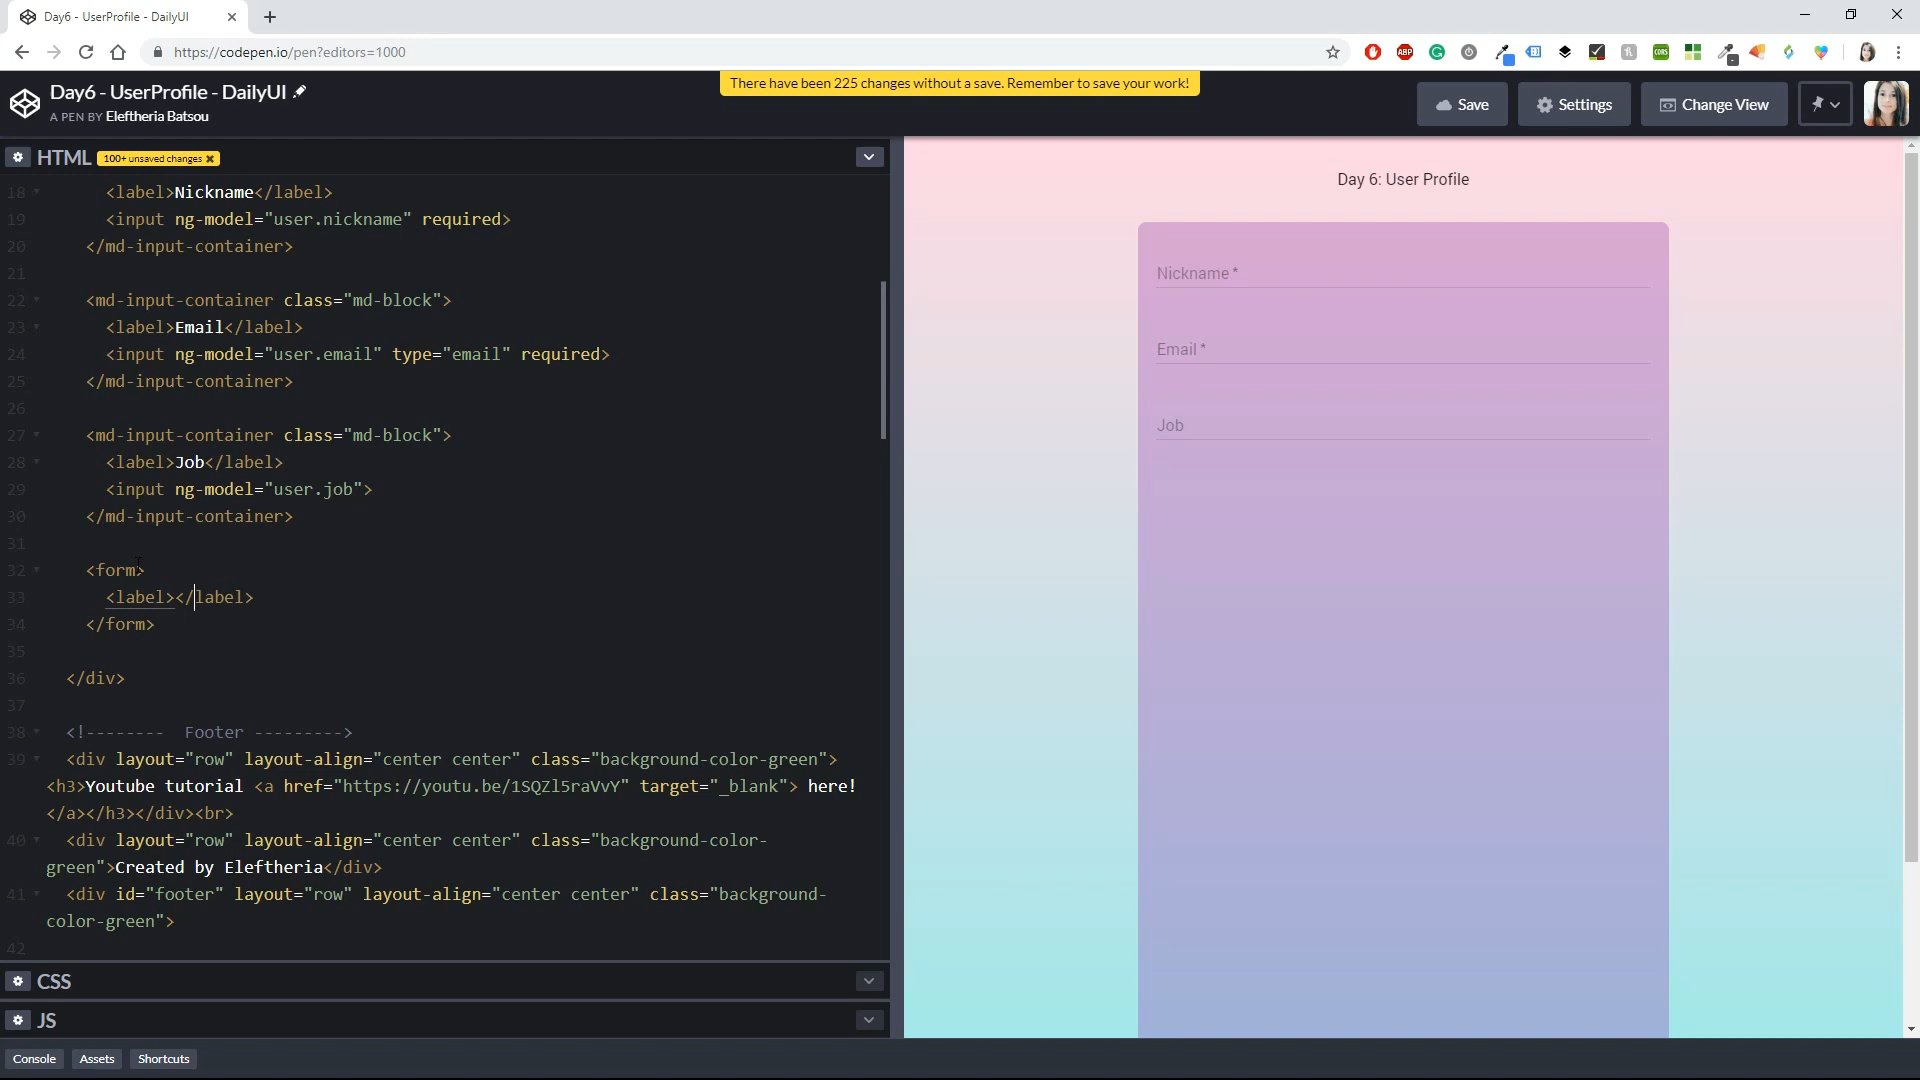 Day6 - UserProfile - DailyUI
https://codepen.io/pen?editors=1000
There have been 225 changes without a save. Remember to save your work!
Day6 - UserProfile - DailyUI
A PEN BY Eleftheria Batsou
Save
Settings
Change View
HTML
100+ unsaved changes
18 <label>Nickname</label>
19 <input ng-model="user.nickname" required>
20 </md-input-container>
21
22 <md-input-container class="md-block">
23 <label>Email</label>
24 <input ng-model="user.email" type="email" required>
25 </md-input-container>
26
27 <md-input-container class="md-block">
28 <label>Job</label>
29 <input ng-model="user.job">
30 </md-input-container>
31
32 <form>
33 <label></label>
34 </form>
35
36 </div>
37
38 <!-------- Footer --------->
39 <div layout="row" layout-align="center center" class="background-color-green">
<h3>Youtube tutorial <a href="https://youtu.be/1SQZl5raVvY" target="_blank"> here!
</a></h3></div><br>
40 <div layout="row" layout-align="center center" class="background-color-
green">Created by Eleftheria</div>
41 <div id="footer" layout="row" layout-align="center center" class="background-
color-green">
42
CSS
JS
Console
Assets
Shortcuts
Day 6: User Profile
Nickname *
Email *
Job